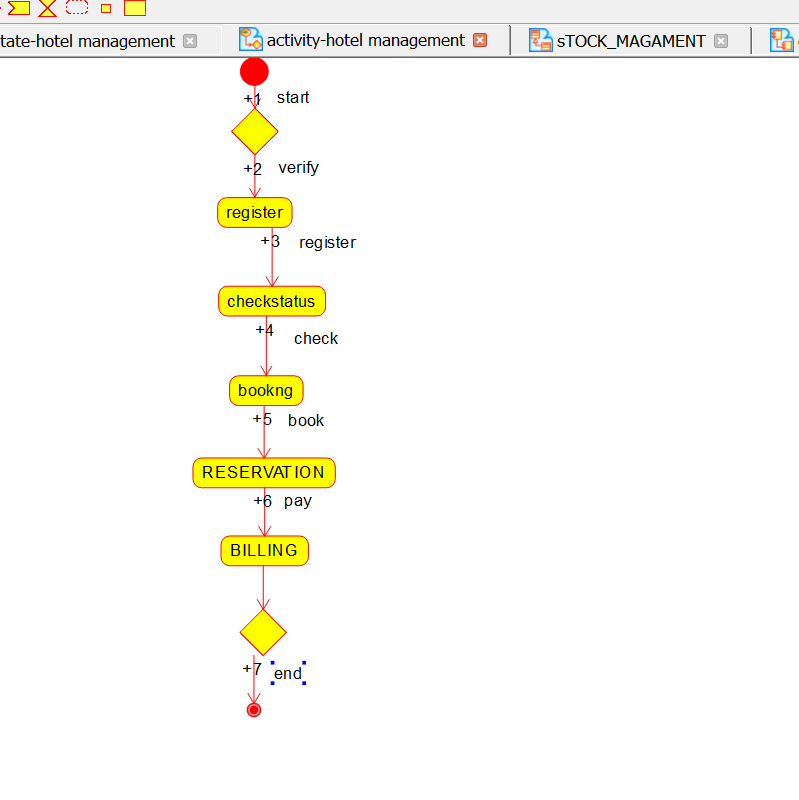 tate-hotel management
activity-hotel management
sTOCK_MAGAMENT
+1 start
+2 verify
register
+3 register
checkstatus
+4 check
bookng
+5 book
RESERVATION
+6 pay
BILLING
+7 end